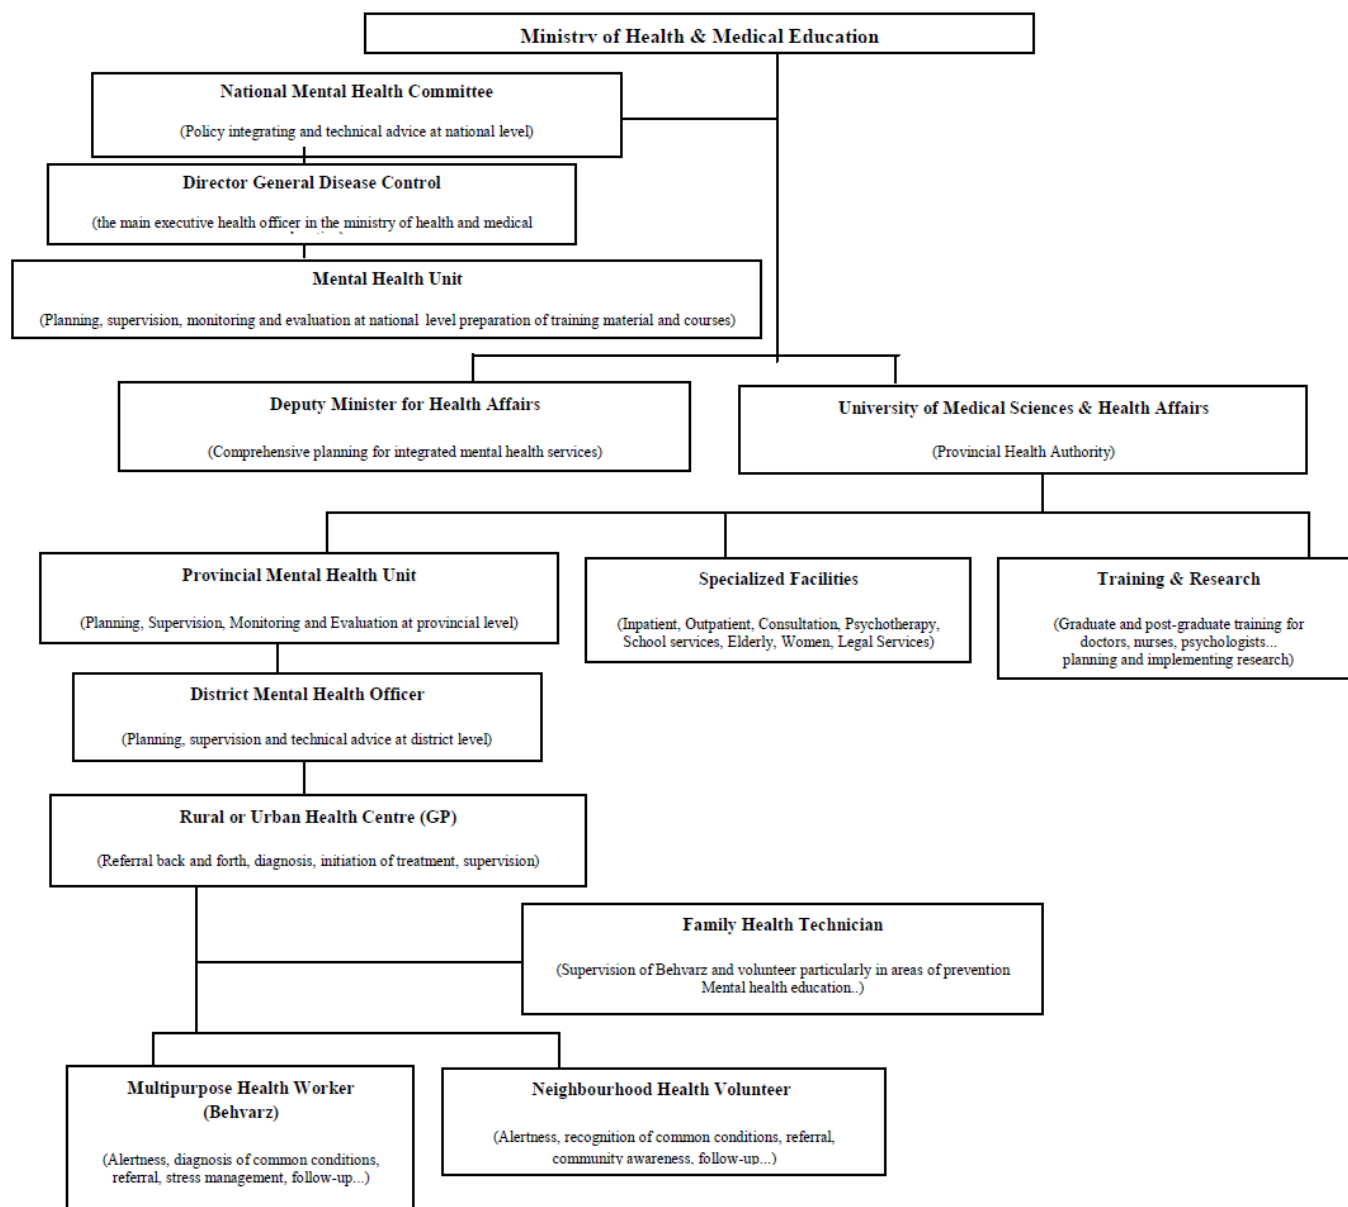 Ministry of Health & Medical Education
National Mental Health Committee
(Policy integrating and technical advice at national level)
Director General Disease Control
(the main executive health officer in the ministry of health and medical
Mental Health Unit
(Planning, supervision, monitoring and evaluation at national level preparation of training material and courses)
Deputy Minister for Health Affairs
(Comprehensive planning for integrated mental health services)
University of Medical Sciences & Health Affairs
(Provincial Health Authority)
Provincial Mental Health Unit
(Planning, Supervision, Monitoring and Evaluation at provincial level)
Specialized Facilities
(Inpatient, Outpatient, Consultation, Psychotherapy,
School services, Elderly, Women, Legal Services)
Training & Research
(Graduate and post-graduate training for
doctors, nurses, psychologists...
planning and implementing research)
District Mental Health Officer
(Planning, supervision and technical advice at district level)
Rural or Urban Health Centre (GP)
(Referral back and forth, diagnosis, initiation of treatment, supervision)
Family Health Technician
(Supervision of Behvarz and volunteer particularly in areas of prevention
Mental health education..)
Multipurpose Health Worker
(Behvarz)
(Alertness, diagnosis of common conditions,
referral, stress management, follow-up...)
Neighbourhood Health Volunteer
(Alertness, recognition of common conditions, referral,
community awareness, follow-up...)